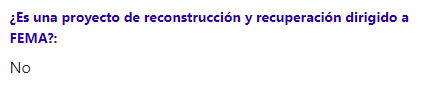 ¿Es una proyecto de reconstrucción y recuperación dirigido a
FEMA?:
No